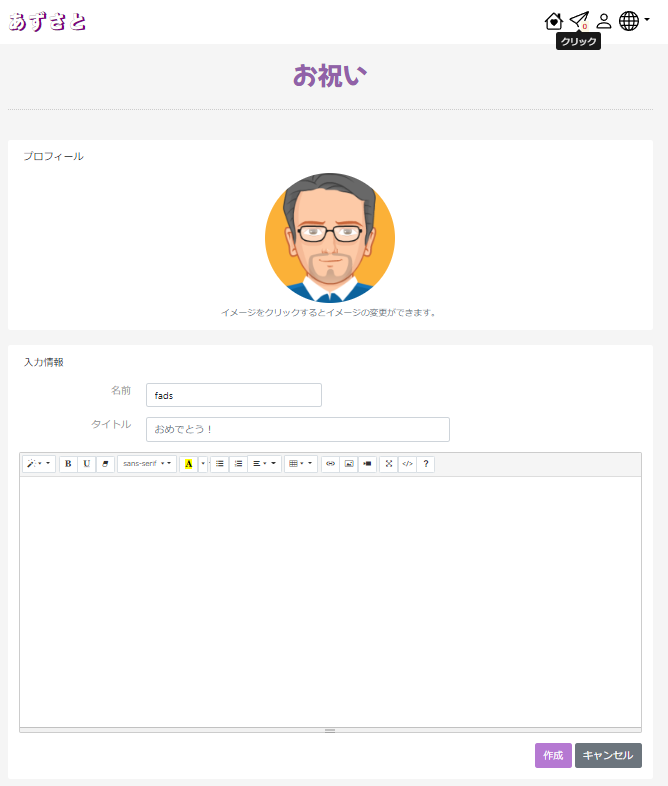 あずさと
0
クリック
お祝い
プロフィール
イメージをクリックするとイメージの変更ができます。
入力情報
名前 fads
タイトル おめでとう！
B U sans-serif A </> ?
作成 キャンセル